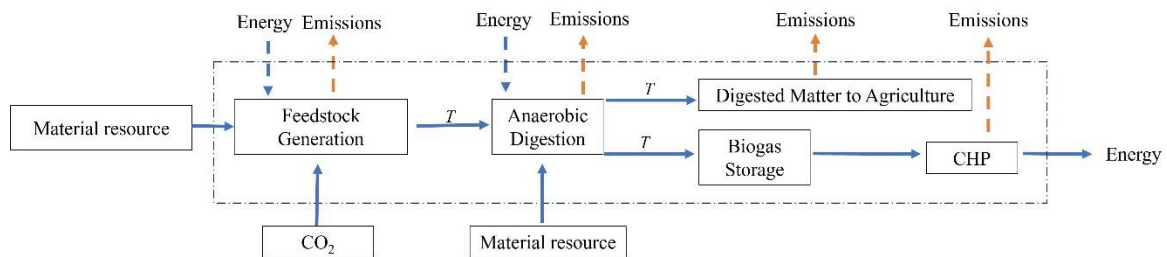 Energy
Emissions
Energy
Emissions
Emissions
Emissions
Material resource
Feedstock
Generation
T
Anaerobic
Digestion
T
Digested Matter to Agriculture
T
Biogas
Storage
CHP
Energy
CO₂
Material resource